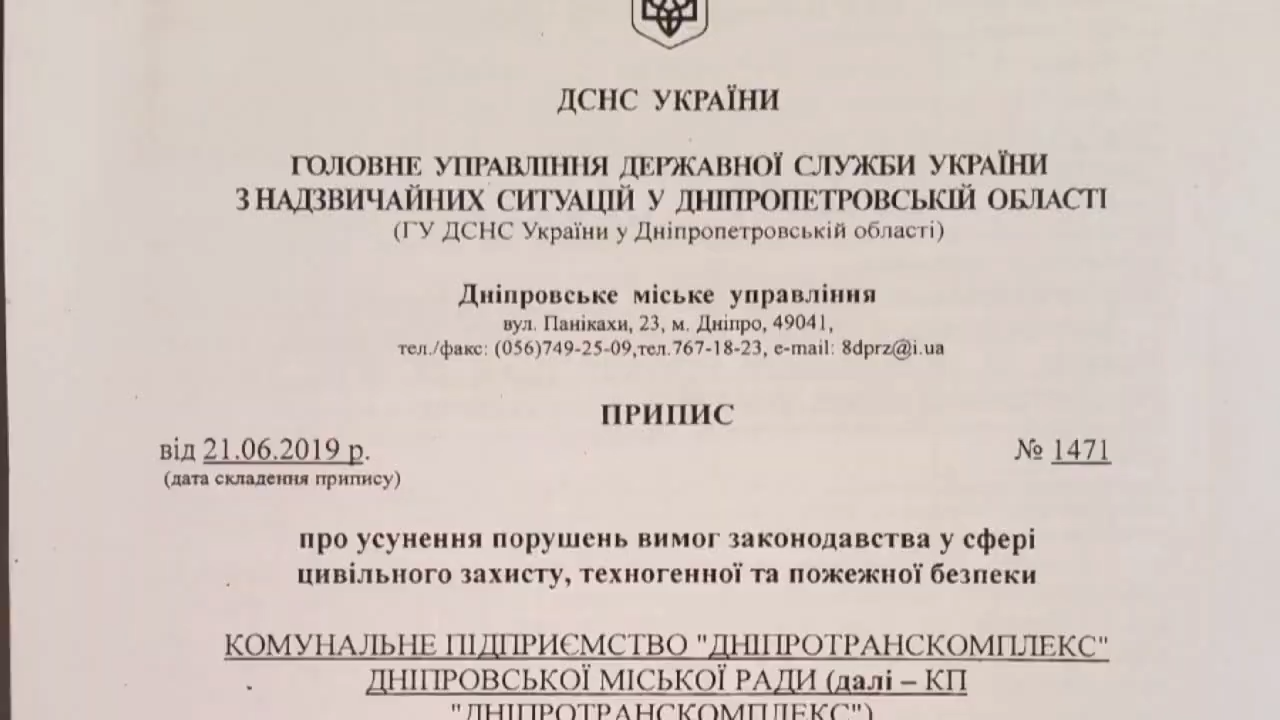 ДСНС УКРАЇНИ
ГОЛОВНЕ УПРАВЛІННЯ ДЕРЖАВНОЇ СЛУЖБИ УКРАЇНИ
З НАДЗВИЧАЙНИХ СИТУАЦІЙ У ДНІПРОПЕТРОВСЬКІЙ ОБЛАСТІ
(ГУ ДСНС України у Дніпропетровській області)
Дніпровське міське управління
вул. Панікахи, 23, м. Дніпро, 49041,
тел./факс: (056)749-25-09,тел.767-18-23, e-mail: 8dprz@i.ua
ПРИПИС
від 21.06.2019 р. № 1471
(дата складення припису)
про усунення порушень вимог законодавства у сфері
цивільного захисту, техногенної та пожежної безпеки
КОМУНАЛЬНЕ ПІДПРИЄМСТВО "ДНІПРОТРАНСКОМПЛЕКС"
ДНІПРОВСЬКОЇ МІСЬКОЇ РАДИ (далі – КП
"ДНІПРОТРАНСКОМПЛЕКС")